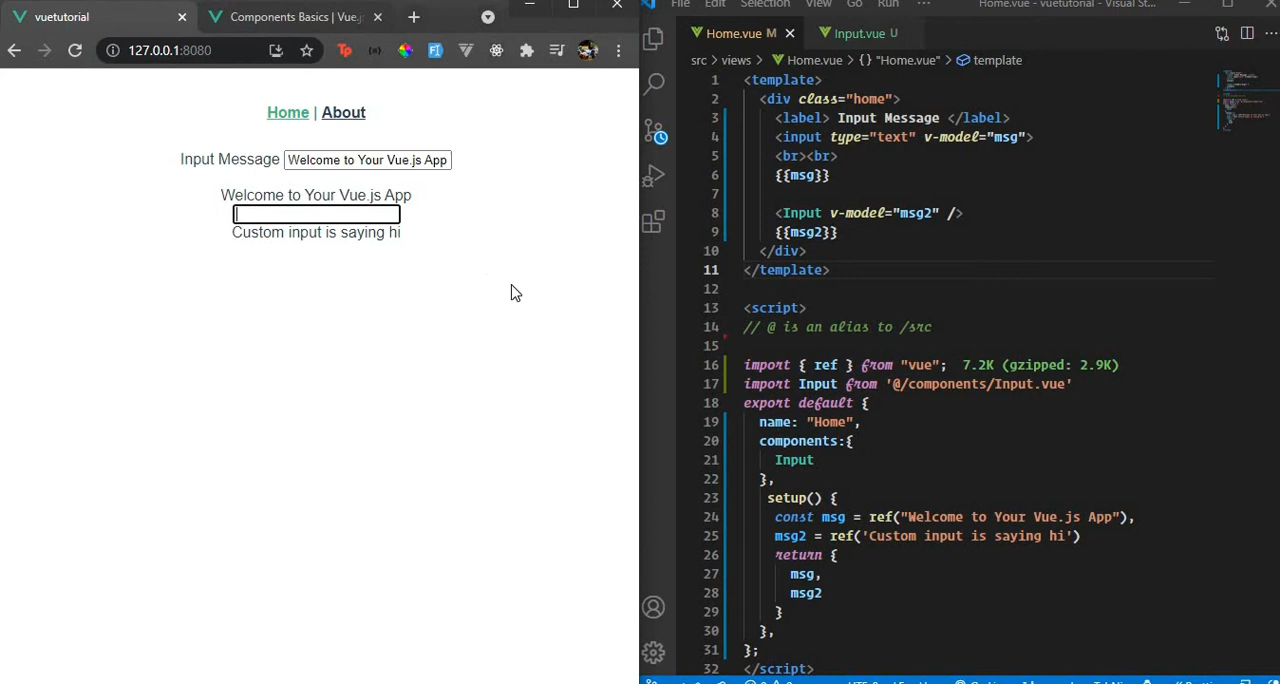 vuetutorial
Components Basics | Vue.j
127.0.0.1:8080
Home | About
Input Message Welcome to Your Vue.js App
Welcome to Your Vue.js App
Custom input is saying hi
File Edit Selection View Go Run ··· Home.vue - vuetutorial - Visual St...
Home.vue M Input.vue U
src > views > Home.vue > {} "Home.vue" > template
1 <template>
2 <div class="home">
3 <label> Input Message </label>
4 <input type="text" v-model="msg">
5 <br><br>
6 {{msg}}
7
8 <Input v-model="msg2" />
9 {{msg2}}
10 </div>
11 </template>
12
13 <script>
14 // @ is an alias to /src
15
16 import { ref } from "vue"; 7.2K (gzipped: 2.9K)
17 import Input from '@/components/Input.vue'
18 export default {
19 name: "Home",
20 components:{
21 Input
22 },
23 setup() {
24 const msg = ref("Welcome to Your Vue.js App"),
25 msg2 = ref('Custom input is saying hi')
26 return {
27 msg,
28 msg2
29 }
30 },
31 };
32 </script>